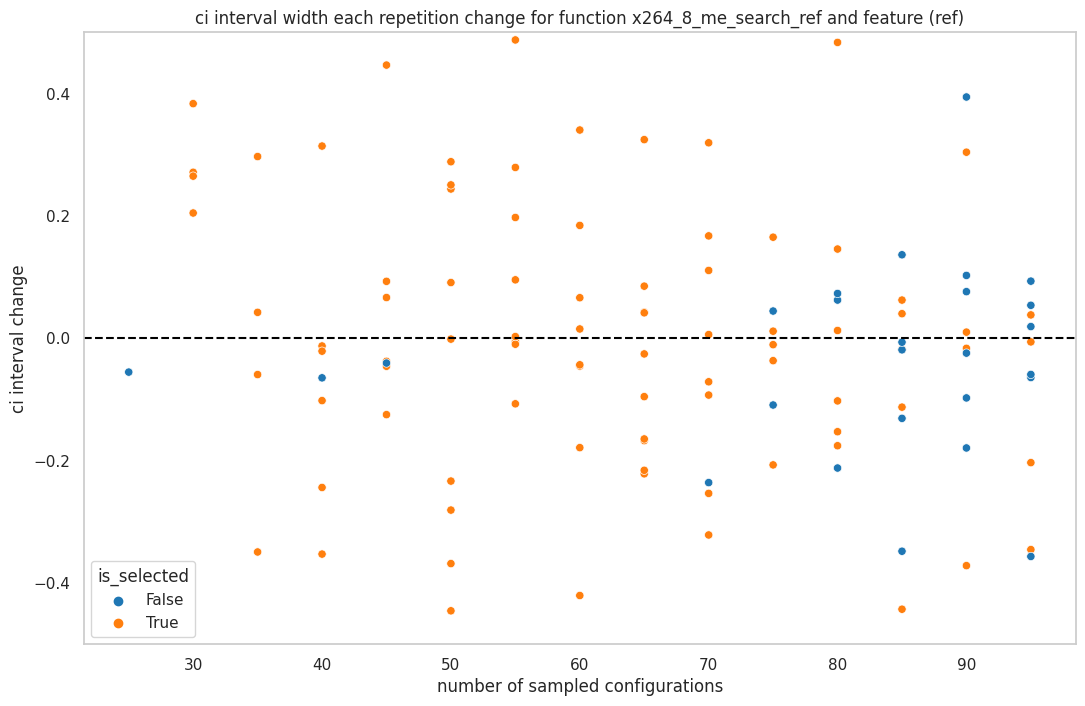 ci interval width each repetition change for function x264_8_me_search_ref and feature (ref)
ci interval change
0.4
0.2
0.0
−0.2
−0.4
is_selected
False
True
30 40 50 60 70 80 90
number of sampled configurations